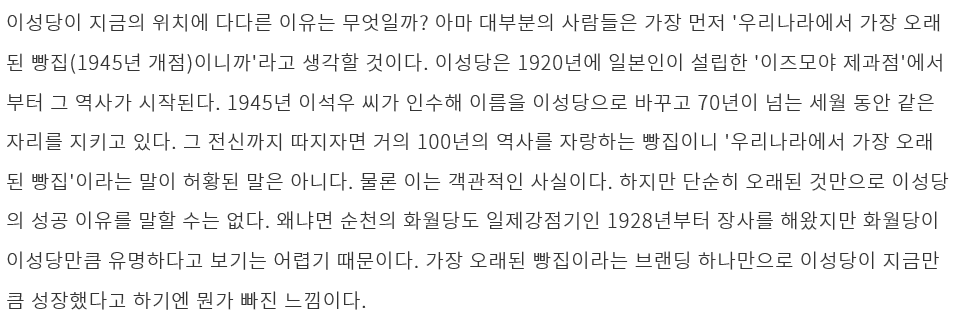 이성당이 지금의 위치에 다다른 이유는 무엇일까? 아마 대부분의 사람들은 가장 먼저 '우리나라에서 가장 오래
된 빵집(1945년 개점)이니까'라고 생각할 것이다. 이성당은 1920년에 일본인이 설립한 '이즈모야 제과점'에서
부터 그 역사가 시작된다. 1945년 이석우 씨가 인수해 이름을 이성당으로 바꾸고 70년이 넘는 세월 동안 같은
자리를 지키고 있다. 그 전신까지 따지자면 거의 100년의 역사를 자랑하는 빵집이니 '우리나라에서 가장 오래
된 빵집'이라는 말이 허황된 말은 아니다. 물론 이는 객관적인 사실이다. 하지만 단순히 오래된 것만으로 이성당
의 성공 이유를 말할 수는 없다. 왜냐면 순천의 화월당도 일제강점기인 1928년부터 장사를 해왔지만 화월당이
이성당만큼 유명하다고 보기는 어렵기 때문이다. 가장 오래된 빵집이라는 브랜딩 하나만으로 이성당이 지금만
큼 성장했다고 하기엔 뭔가 빠진 느낌이다.